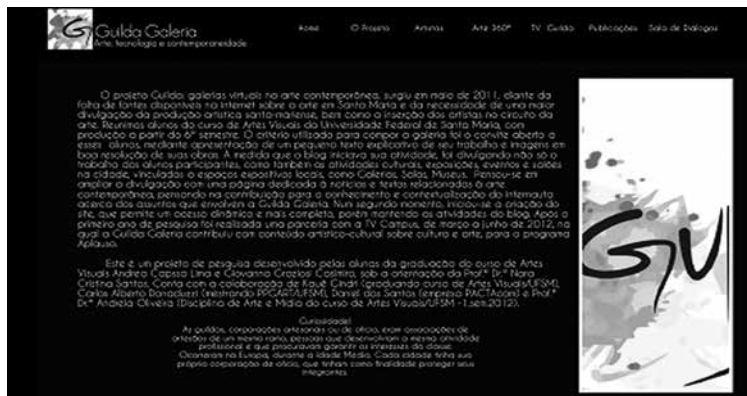 Guilda Galeria
Arte, tecnologia e contemporaneidade
Home O Projeto Artistas Arte 360º TV Guilda Publicações Sala de Diálogos
O projeto Guilda: galerias virtuais na arte contemporânea, surgiu em maio de 2011, diante da
falta de fontes disponíveis na internet sobre a arte em Santa Maria e da necessidade de uma maior
divulgação da produção artística santa-mariense, bem como a inserção dos artistas no circuito da
arte. Reunimos alunos do curso de Artes Visuais da Universidade Federal de Santa Maria, com
produção a partir do 6º semestre. O critério utilizado para compor a galeria foi o convite aberto a
esses alunos, mediante apresentação de um pequeno texto explicativo de seu trabalho e imagens em
boa resolução de suas obras. À medida que o blog iniciava sua atividade, foi divulgando não só o
trabalho dos alunos participantes, como também as atividades culturais, exposições, eventos e salões
na cidade, vinculadas a espaços expositivos locais, como Galerias, Salas, Museus. Pensou-se em
ampliar a divulgação com uma página dedicada à notícias e textos relacionados à arte
contemporânea, pensando na contribuição para o conhecimento e contextualização do internauta
acerca dos assuntos que envolvem a Guilda Galeria. Num segundo momento, iniciou-se a criação do
site, que permite um acesso dinâmico e mais completo, porém mantendo as atividades do blog. Após o
primeiro ano de pesquisa foi realizada uma parceria com a TV Campus, de março a junho de 2012, na
qual a Guilda Galeria contribuiu com conteúdo artístico-cultural sobre cultura e arte, para o programa
Aplauso.
Este é um projeto de pesquisa desenvolvido pelas alunas da graduação do curso de Artes
Visuais Andrea Capssa Lima e Giovanna Graziosi Casimiro, sob a orientação da Prof.ª Dr.ª Nara
Cristina Santos. Conta com a colaboração de Kauê Gindri (graduando curso de Artes Visuais/UFSM),
Carlos Alberto Donaduzzi (mestrando PPGART/UFSM), Daniel dos Santos (empresa PACTAcom) e Prof.ª
Dr.ª Andreia Oliveira (Disciplina de Arte e Mídia do curso de Artes Visuais/UFSM - 1.sem.2012).
Curiosidade!
As guildas, corporações artesanais ou de ofício, eram associações de
artesãos de um mesmo ramo, pessoas que desenvolviam a mesma atividade
profissional e que procuravam garantir os interesses da classe.
Ocorreram na Europa, durante a Idade Média. Cada cidade tinha sua
própria corporação de ofício, que tinham como finalidade proteger seus
integrantes.
GV